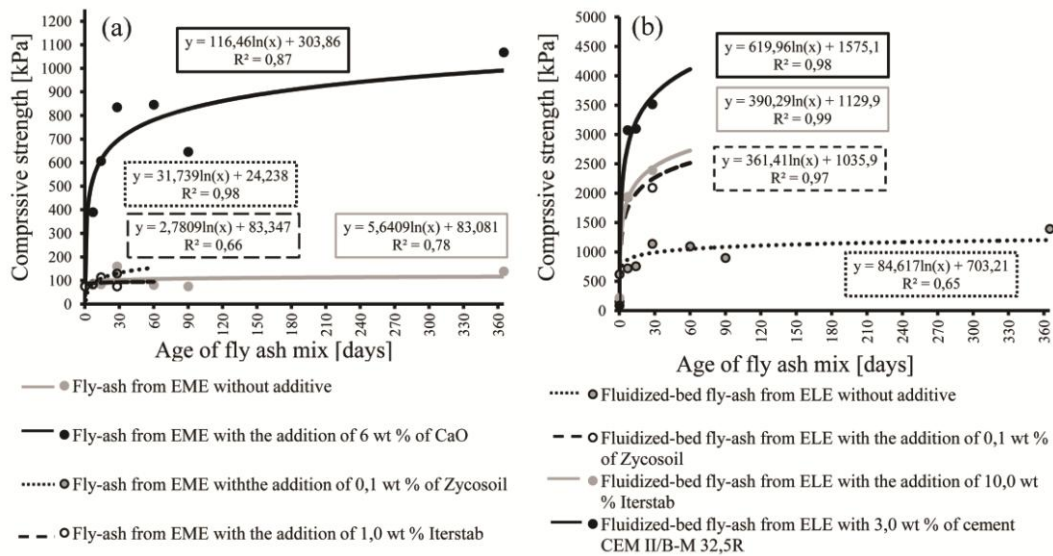 (a)
Comprssive strength [kPa]
1200
1100
1000
900
800
700
600
500
400
300
200
100
0
y = 116,46ln(x) + 303,86
R² = 0,87
y = 31,739ln(x) + 24,238
R² = 0,98
y = 2,7809ln(x) + 83,347
R² = 0,66
y = 5,6409ln(x) + 83,081
R² = 0,78
0 30 60 90 120 150 180 210 240 270 300 330 360
Age of fly ash mix [days]
Fly-ash from EME without additive
Fly-ash from EME with the addition of 6 wt % of CaO
Fly-ash from EME withthe addition of 0,1 wt % of Zycosoil
Fly-ash from EME with the addition of 1,0 wt % Iterstab
(b)
Comprssive strength [kPa]
5000
4500
4000
3500
3000
2500
2000
1500
1000
500
0
y = 619,96ln(x) + 1575,1
R² = 0,98
y = 390,29ln(x) + 1129,9
R² = 0,99
y = 361,41ln(x) + 1035,9
R² = 0,97
y = 84,617ln(x) + 703,21
R² = 0,65
0 30 60 90 120 150 180 210 240 270 300 330 360
Age of fly ash mix [days]
Fluidized-bed fly-ash from ELE without additive
Fluidized-bed fly-ash from ELE with the addition of 0,1 wt %
of Zycosoil
Fluidized-bed fly-ash from ELE with the addition of 10,0 wt
% Iterstab
Fluidized-bed fly-ash from ELE with 3,0 wt % of cement
CEM II/B-M 32,5R